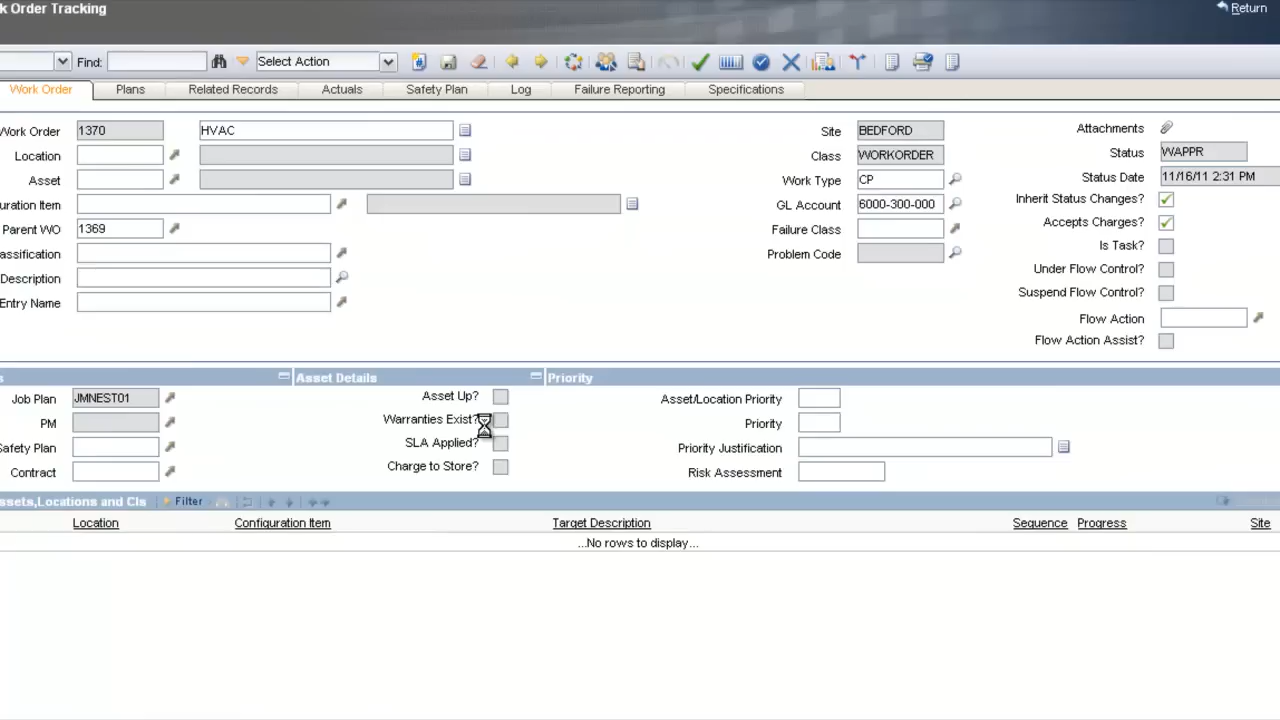 k Order Tracking
Return
Find:
Select Action
Work Order Plans Related Records Actuals Safety Plan Log Failure Reporting Specifications
Work Order 1370 HVAC Site BEDFORD Attachments
Location Class WORKORDER Status WAPPR
Asset Work Type CP Status Date 11/16/11 2:31 PM
uration Item GL Account 6000-300-000 Inherit Status Changes?
Parent WO 1369 Failure Class Accepts Charges?
assification Problem Code Is Task?
Description Under Flow Control?
Entry Name Suspend Flow Control?
Flow Action
Flow Action Assist?
s Asset Details Priority
Job Plan JMNEST01 Asset Up? Asset/Location Priority
PM Warranties Exist? Priority
Safety Plan SLA Applied? Priority Justification
Contract Charge to Store? Risk Assessment
ssets,Locations and CIs Filter
Location Configuration Item Target Description Sequence Progress Site
...No rows to display...